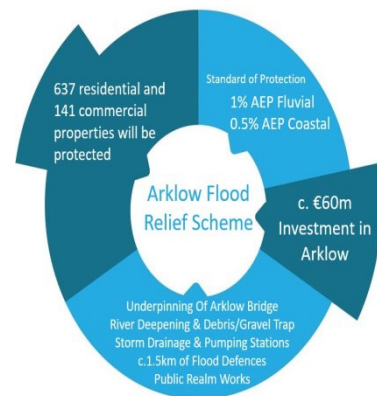 637 residential and
141 commercial
properties will be
protected
Standard of Protection
1% AEP Fluvial
0.5% AEP Coastal
Arklow Flood
Relief Scheme
c. €60m
Investment in
Arklow
Underpinning Of Arklow Bridge
River Deepening & Debris/Gravel Trap
Storm Drainage & Pumping Stations
c.1.5km of Flood Defences
Public Realm Works